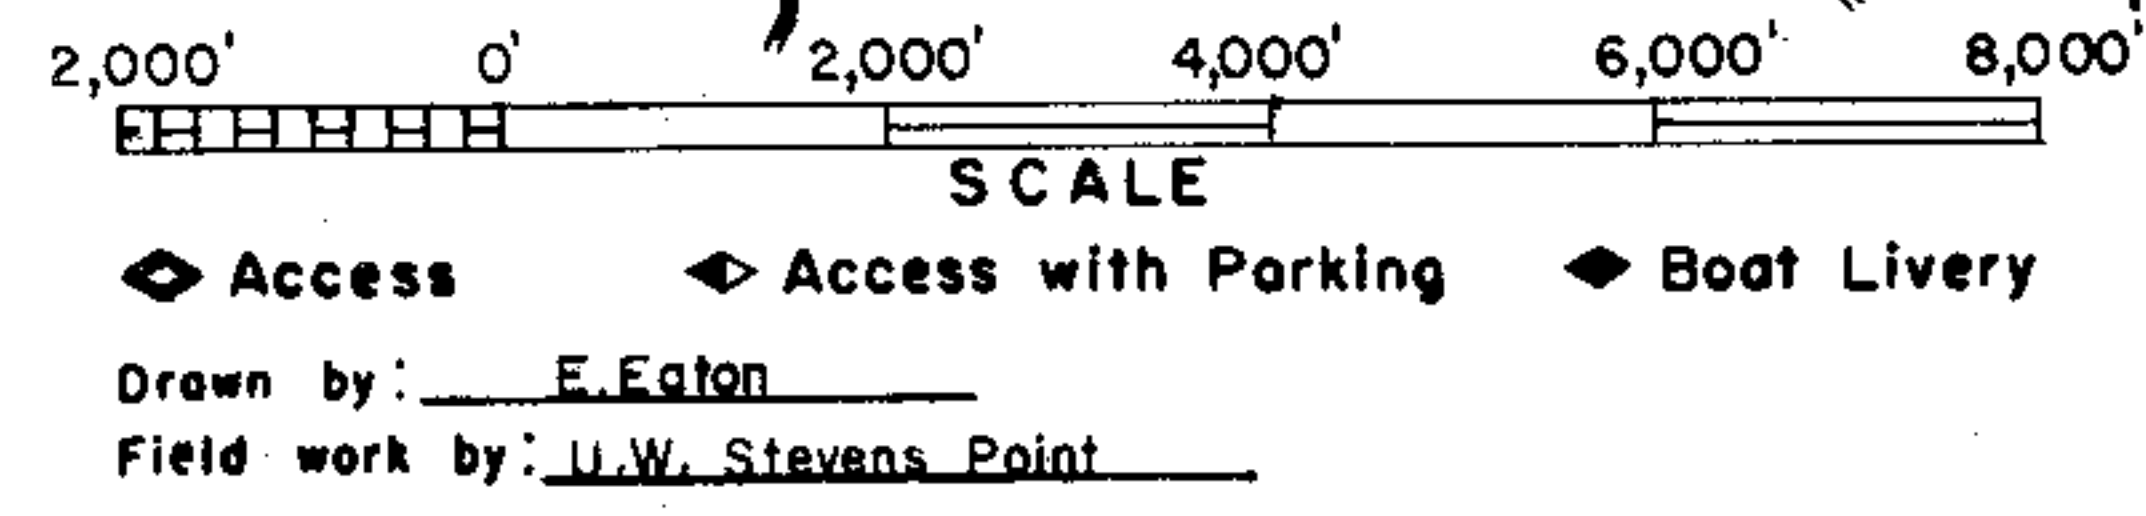 2,000' 0' 2,000' 4,000' 6,000' 8,000'
SCALE
Access Access with Parking Boat Livery
Drawn by: E.Eaton
Field work by: U.W. Stevens Point